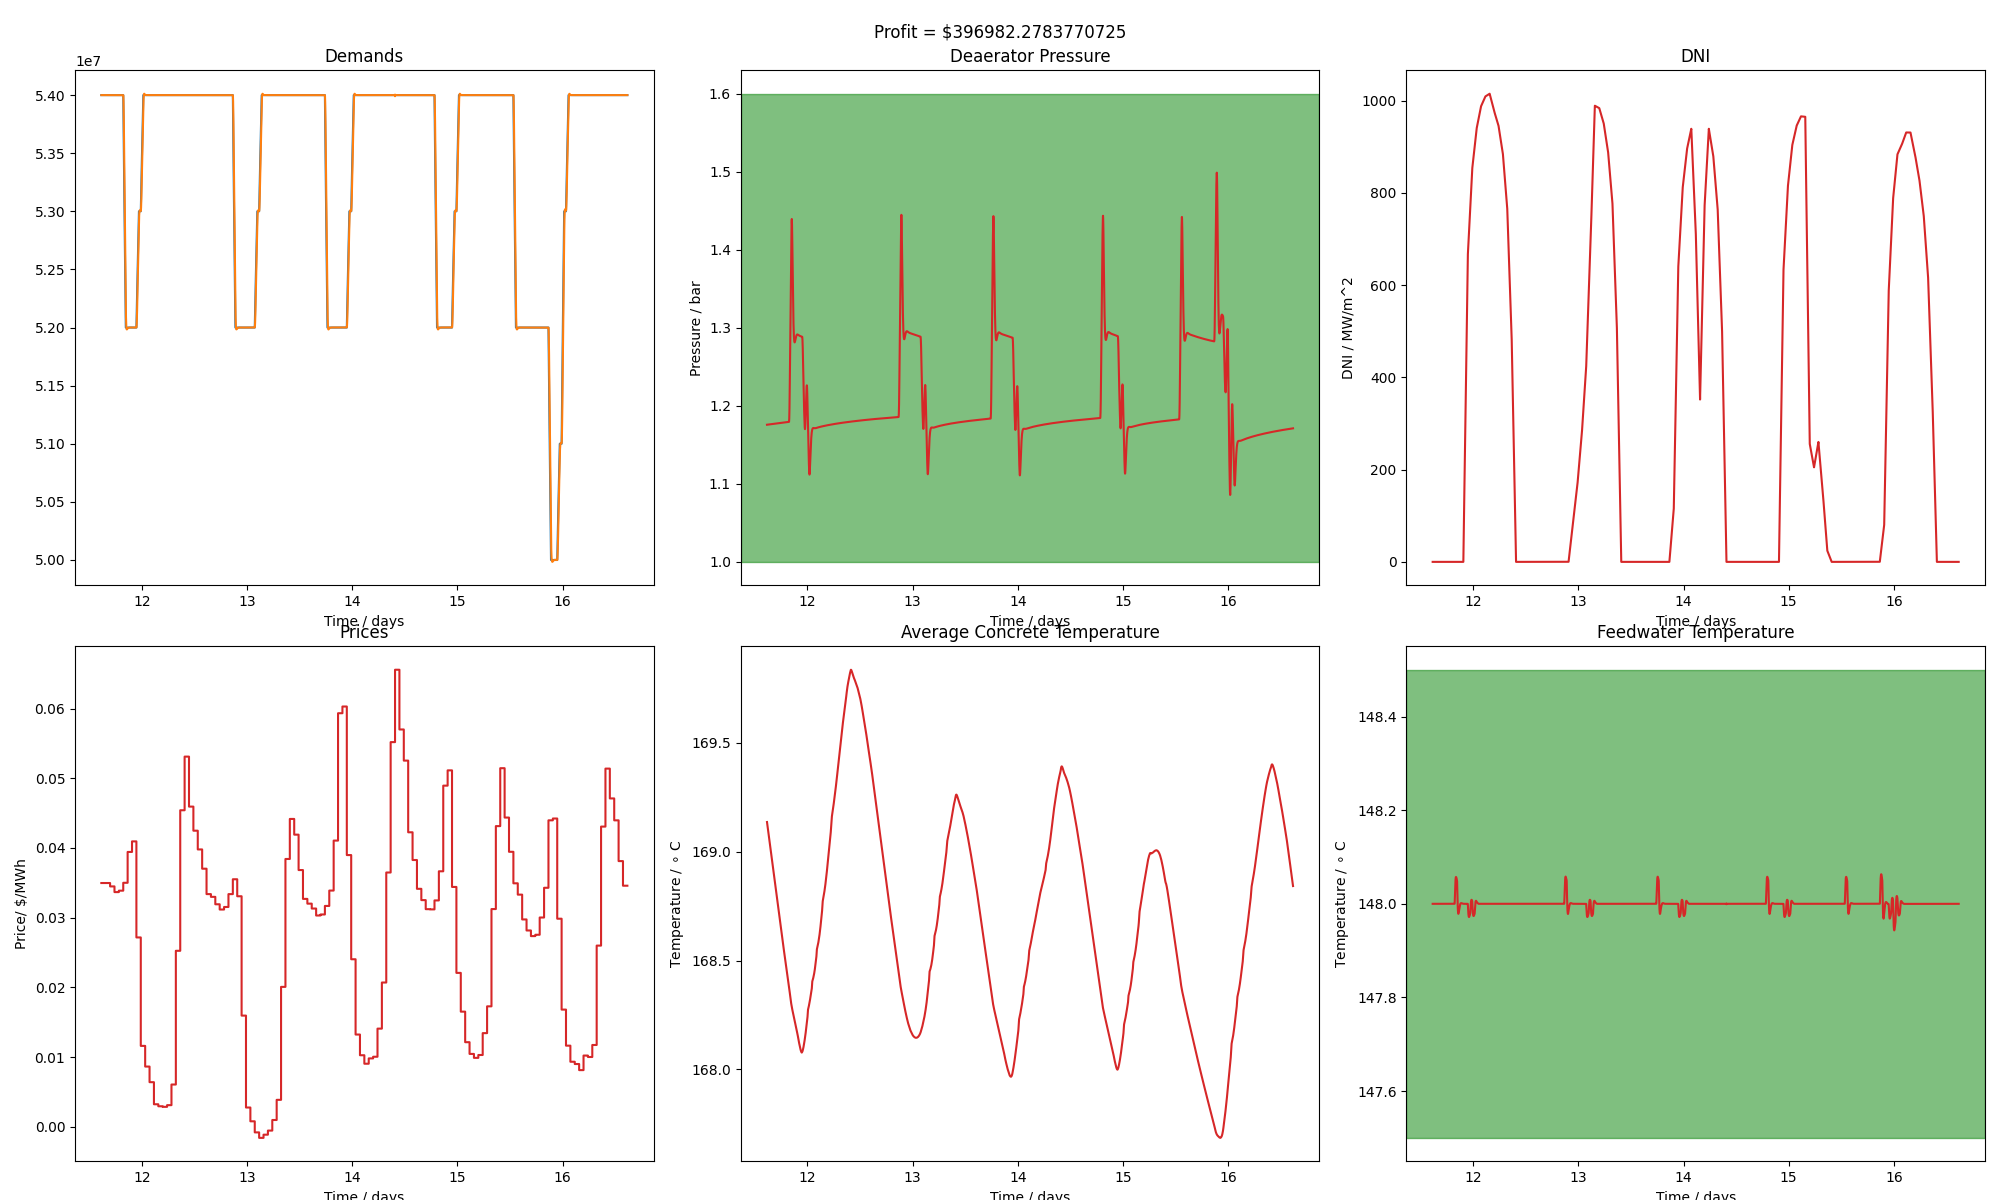 Profit = $396982.2783770725
Demands
1e7
5.40
5.35
5.30
5.25
5.20
5.15
5.10
5.05
5.00
12 13 14 15 16
Time / days
Deaerator Pressure
Pressure / bar
1.6
1.5
1.4
1.3
1.2
1.1
1.0
12 13 14 15 16
Time / days
DNI
DNI / MW/m^2
1000
800
600
400
200
0
12 13 14 15 16
Time / days
Prices
Price/ $/MWh
0.06
0.05
0.04
0.03
0.02
0.01
0.00
12 13 14 15 16
Time / days
Average Concrete Temperature
Temperature / ∘ C
169.5
169.0
168.5
168.0
12 13 14 15 16
Time / days
Feedwater Temperature
Temperature / ∘ C
148.4
148.2
148.0
147.8
147.6
12 13 14 15 16
Time / days